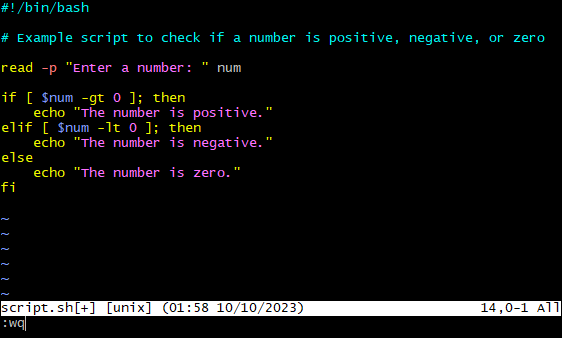 #!/bin/bash
# Example script to check if a number is positive, negative, or zero
read -p "Enter a number: " num
if [ $num -gt 0 ]; then
    echo "The number is positive."
elif [ $num -lt 0 ]; then
    echo "The number is negative."
else
    echo "The number is zero."
fi
~
~
~
~
~
~
script.sh[+] [unix] (01:58 10/10/2023) 14,0-1 All
:wq